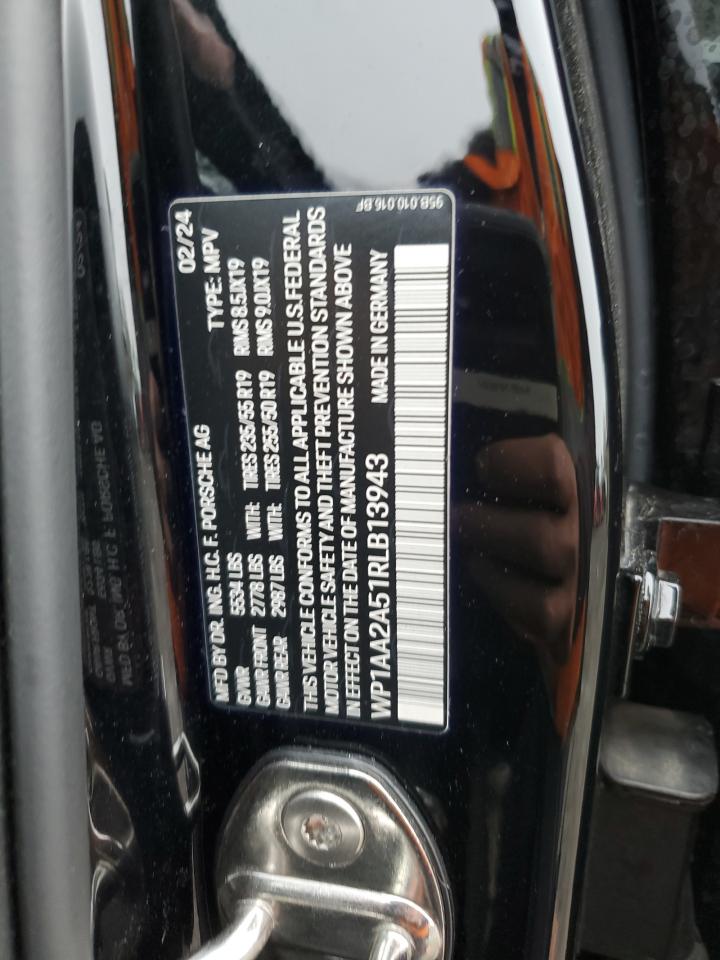 MFD BY DR. ING. H.C. F. PORSCHE AG 02/24
GVWR 5534 LBS TYPE: MPV
GAWR FRONT 2778 LBS WITH: TIRES 235/55 R19 RIMS 8.5JX19
GAWR REAR 2987 LBS WITH: TIRES 255/50 R19 RIMS 9.0JX19
THIS VEHICLE CONFORMS TO ALL APPLICABLE U.S. FEDERAL
MOTOR VEHICLE SAFETY AND THEFT PREVENTION STANDARDS
IN EFFECT ON THE DATE OF MANUFACTURE SHOWN ABOVE
WP1AA2A51RLB13943 MADE IN GERMANY
95B.010.016.BF